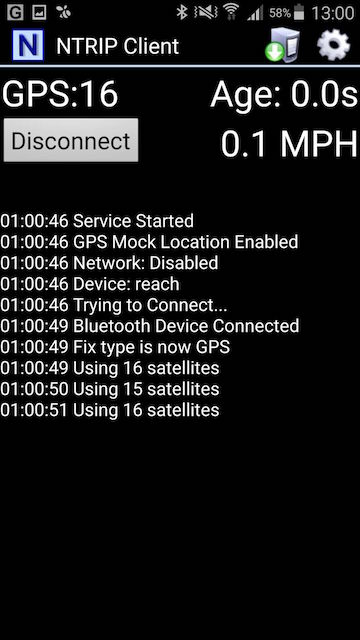 G 58% 13:00
N NTRIP Client
GPS:16 Age: 0.0s
Disconnect 0.1 MPH
01:00:46 Service Started
01:00:46 GPS Mock Location Enabled
01:00:46 Network: Disabled
01:00:46 Device: reach
01:00:46 Trying to Connect...
01:00:49 Bluetooth Device Connected
01:00:49 Fix type is now GPS
01:00:49 Using 16 satellites
01:00:50 Using 15 satellites
01:00:51 Using 16 satellites